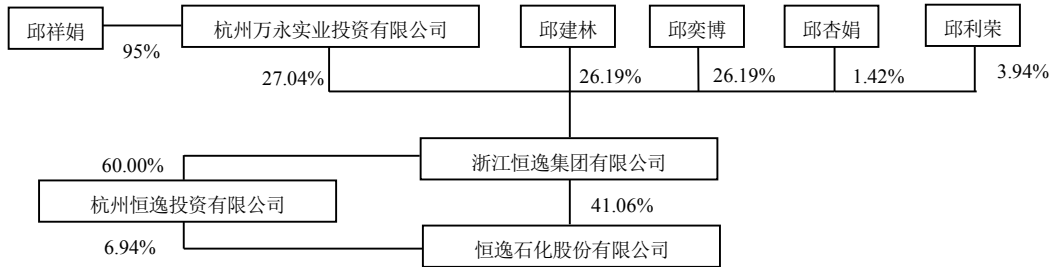 邱祥娟
杭州万永实业投资有限公司
邱建林
邱奕博
邱杏娟
邱利荣
95%
27.04%
26.19%
26.19%
1.42%
3.94%
浙江恒逸集团有限公司
60.00%
杭州恒逸投资有限公司
41.06%
6.94%
恒逸石化股份有限公司